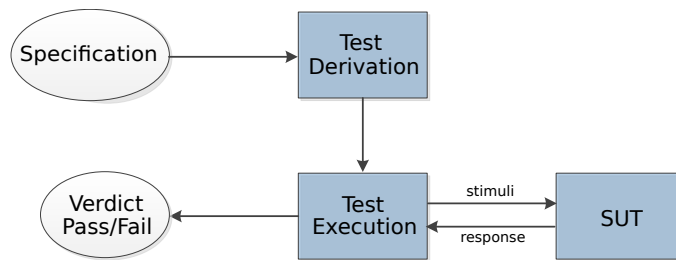 Specification
Test
Derivation
Verdict
Pass/Fail
Test
Execution
stimuli
response
SUT